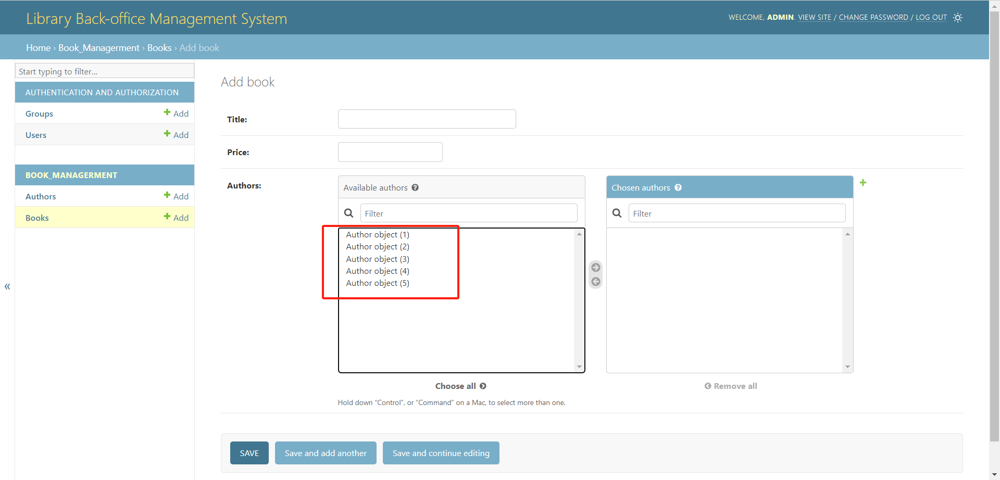 Library Back-office Management System
WELCOME, ADMIN. VIEW SITE / CHANGE PASSWORD / LOG OUT
Home › Book_Managerment › Books › Add book
Start typing to filter...
AUTHENTICATION AND AUTHORIZATION
Groups
Add
Users
Add
BOOK_MANAGERMENT
Authors
Add
Books
Add
«
Add book
Title:
Price:
Authors:
Available authors
Filter
Author object (1)
Author object (2)
Author object (3)
Author object (4)
Author object (5)
Choose all
Chosen authors
Filter
Remove all
Hold down “Control”, or “Command” on a Mac, to select more than one.
SAVE
Save and add another
Save and continue editing